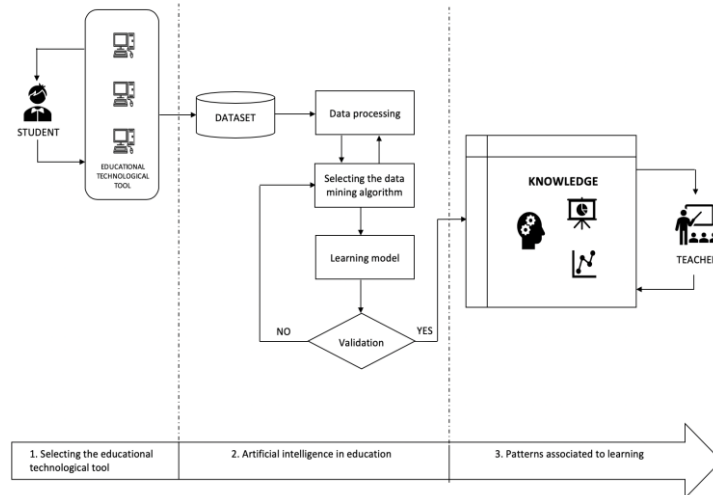 STUDENT
EDUCATIONAL
TECHNOLOGICAL
TOOL
DATASET
Data processing
Selecting the data
mining algorithm
Learning model
Validation
NO
YES
KNOWLEDGE
TEACHER
1. Selecting the educational
technological tool
2. Artificial intelligence in education
3. Patterns associated to learning